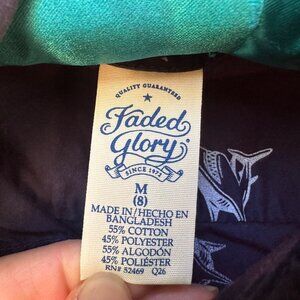 QUALITY GUARANTEED
Faded
Glory®
SINCE 1972
M
(8)
MADE IN/HECHO EN
BANGLADESH
55% COTTON
45% POLYESTER
55% ALGODÓN
45% POLIÉSTER
RN# 52469 Q26